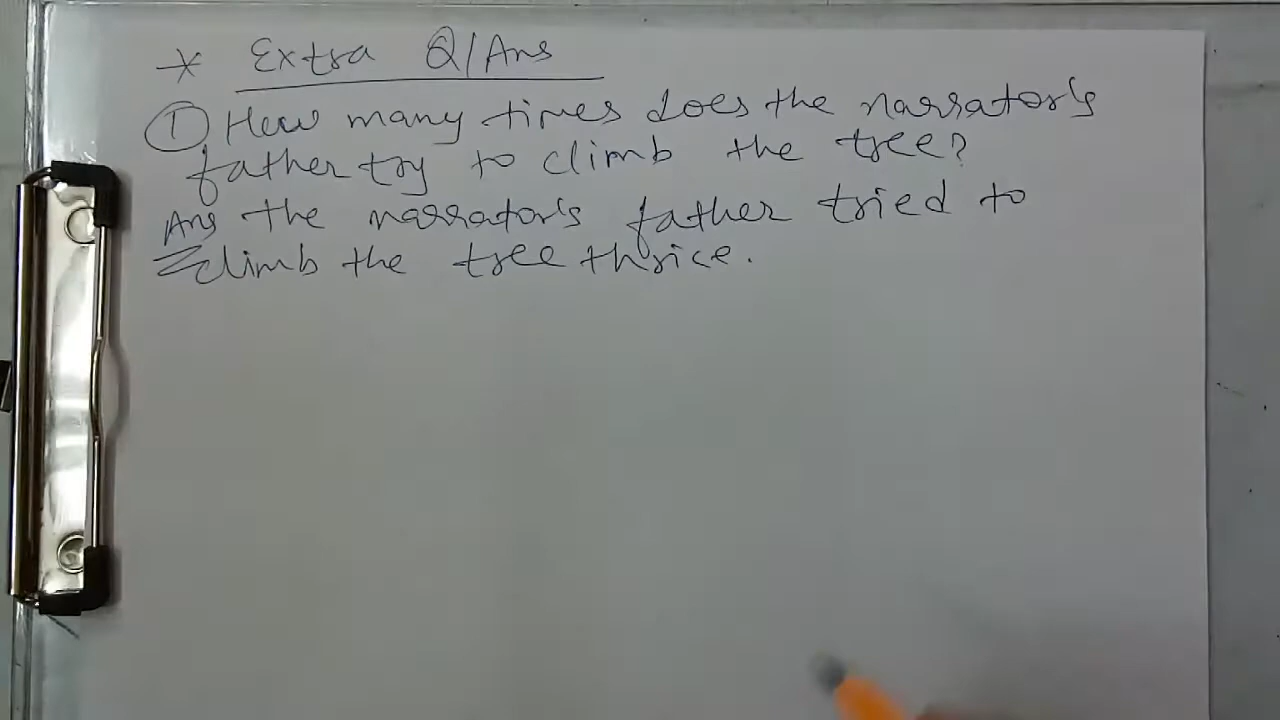 * Extra Q/Ans
① How many times does the narrator's
father try to climb the tree?
Ans the narrator's father tried to
climb the tree thrice.